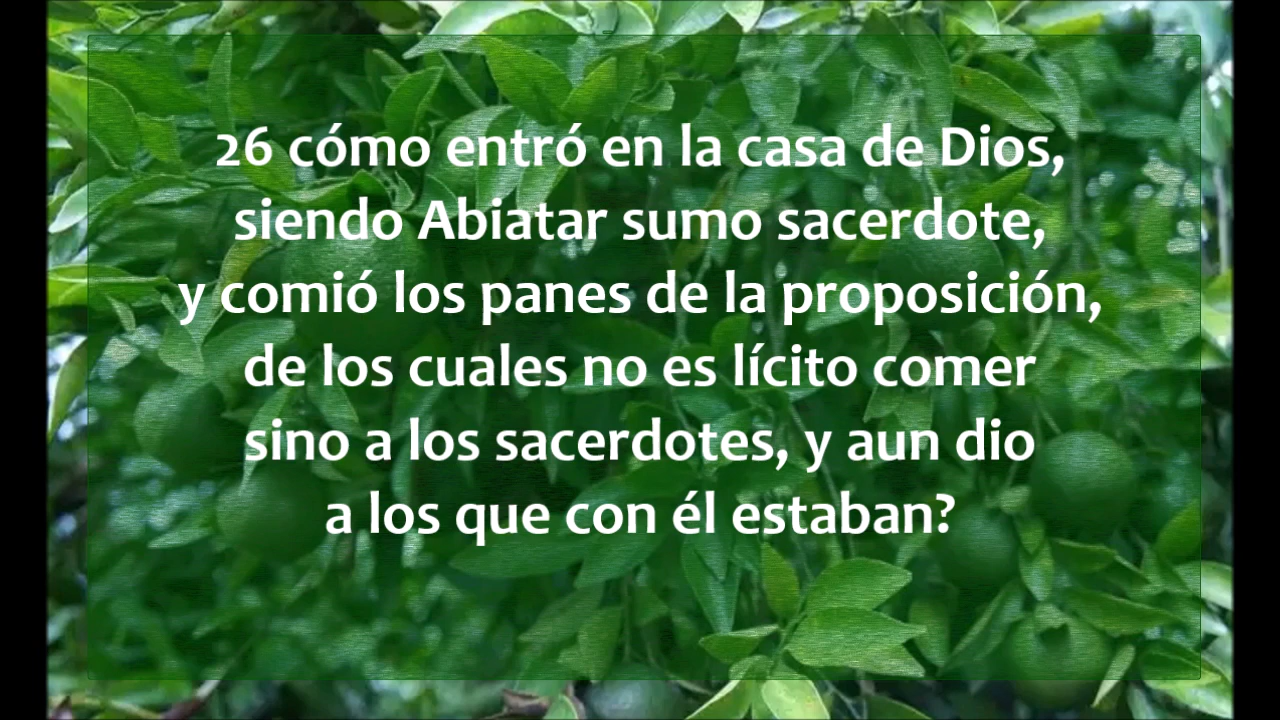 26 cómo entró en la casa de Dios,
siendo Abiatar sumo sacerdote,
y comió los panes de la proposición,
de los cuales no es lícito comer
sino a los sacerdotes, y aun dio
a los que con él estaban?